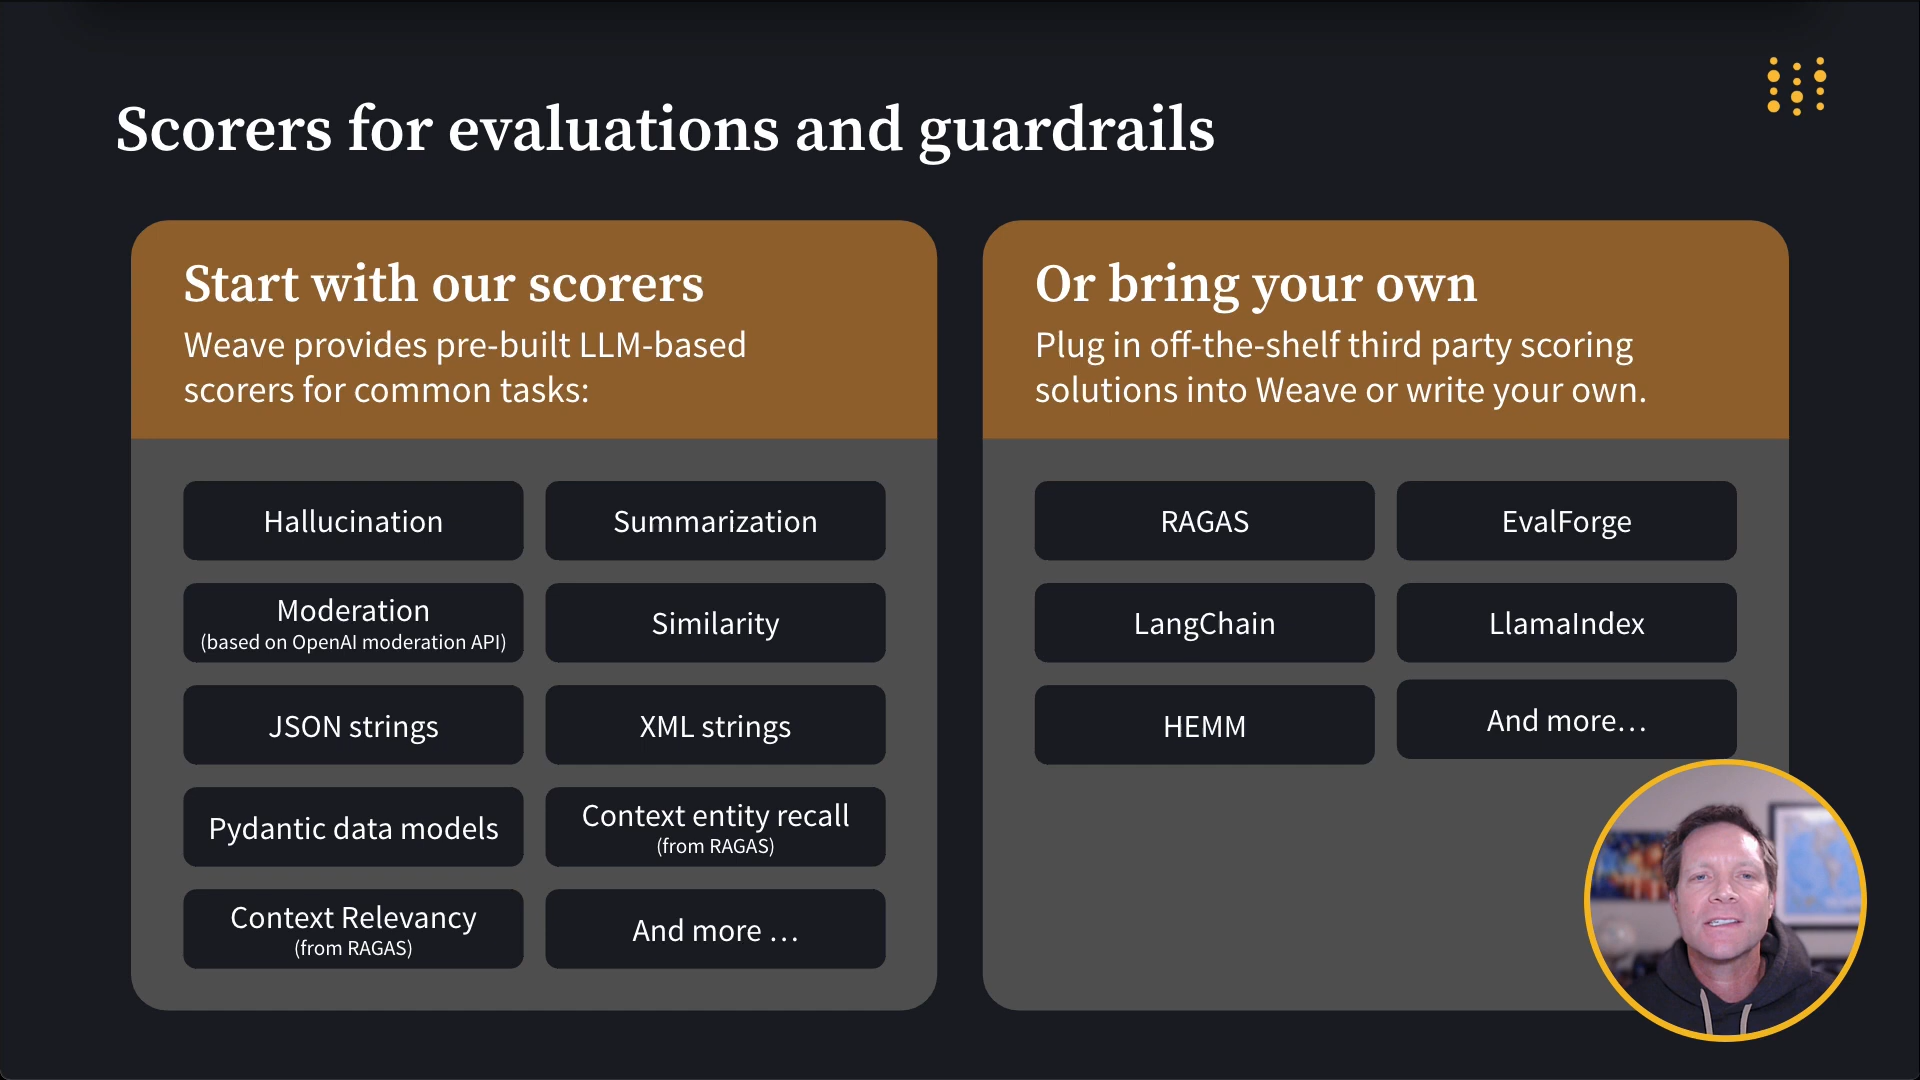 Scorers for evaluations and guardrails
Start with our scorers
Weave provides pre-built LLM-based
scorers for common tasks:
Hallucination
Summarization
Moderation
(based on OpenAI moderation API)
Similarity
JSON strings
XML strings
Pydantic data models
Context entity recall
(from RAGAS)
Context Relevancy
(from RAGAS)
And more …
Or bring your own
Plug in off-the-shelf third party scoring
solutions into Weave or write your own.
RAGAS
EvalForge
LangChain
LlamaIndex
HEMM
And more…